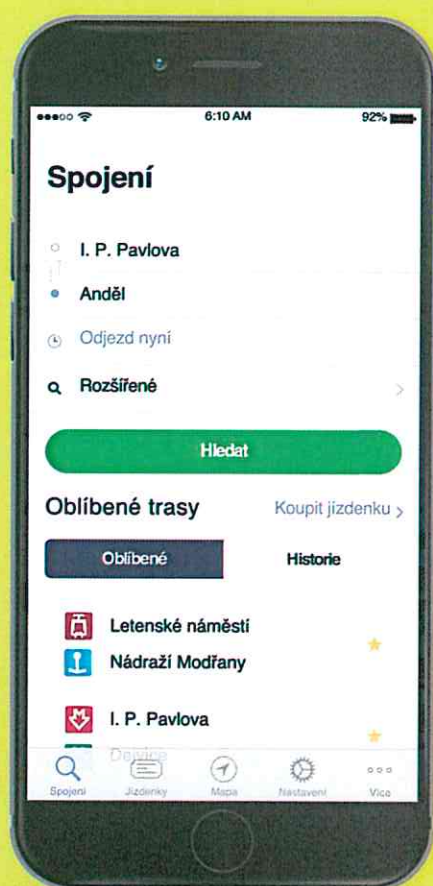 6:10 AM 92%
Spojení
I. P. Pavlova
Anděl
Odjezd nyní
Rozšířené
Hledat
Oblíbené trasy Koupit jízdenku
Oblíbené Historie
Letenské náměstí
Nádraží Modřany
I. P. Pavlova
Dejvice
Spojení Jízdenky Mapa Nastavení Více